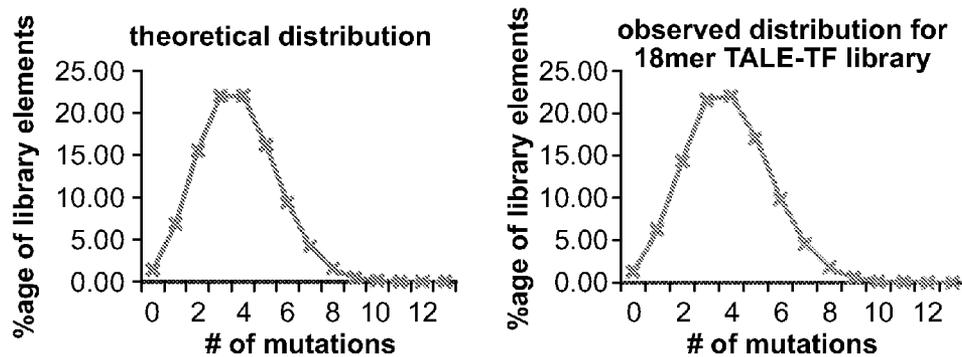 theoretical distribution
%age of library elements
25.00
20.00
15.00
10.00
5.00
0.00
0 2 4 6 8 10 12
# of mutations
observed distribution for
18mer TALE-TF library
%age of library elements
25.00
20.00
15.00
10.00
5.00
0.00
0 2 4 6 8 10 12
# of mutations